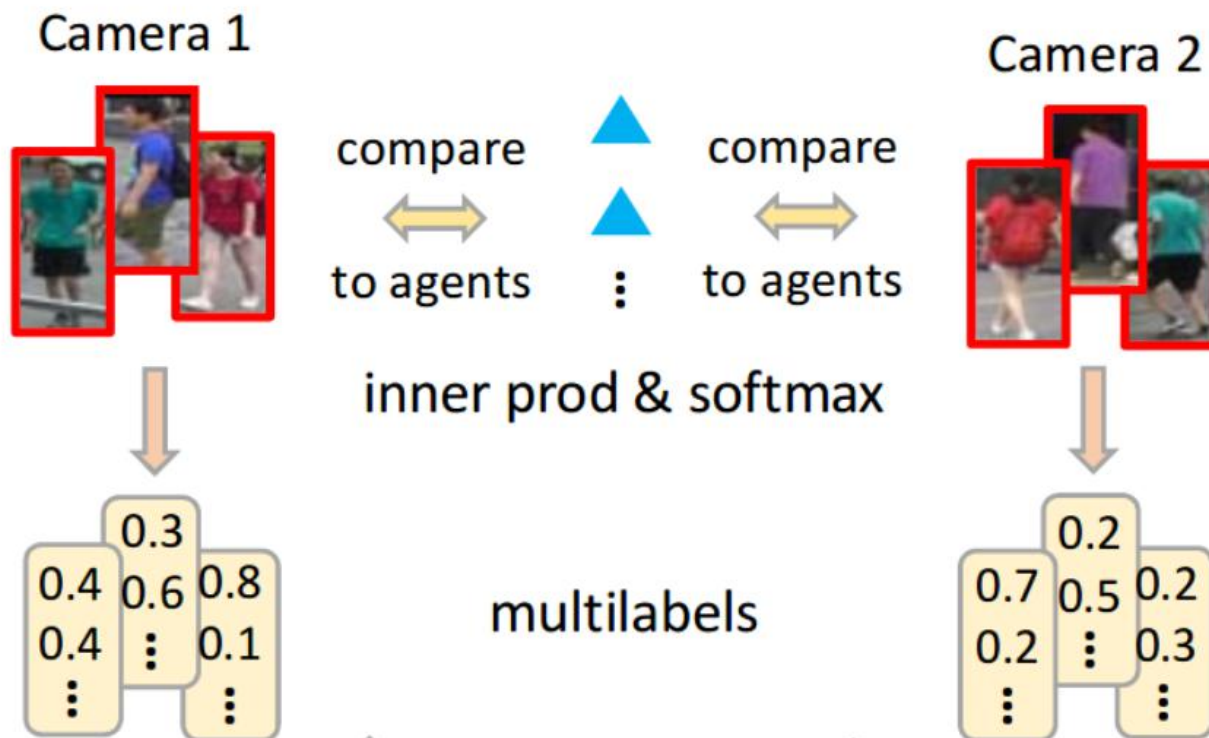 Camera 1
Camera 2
compare
compare
to agents
to agents
inner prod & softmax
0.4
0.4
⋮
0.3
0.6
⋮
0.8
0.1
⋮
multilabels
0.7
0.2
⋮
0.2
0.5
⋮
0.2
0.3
⋮